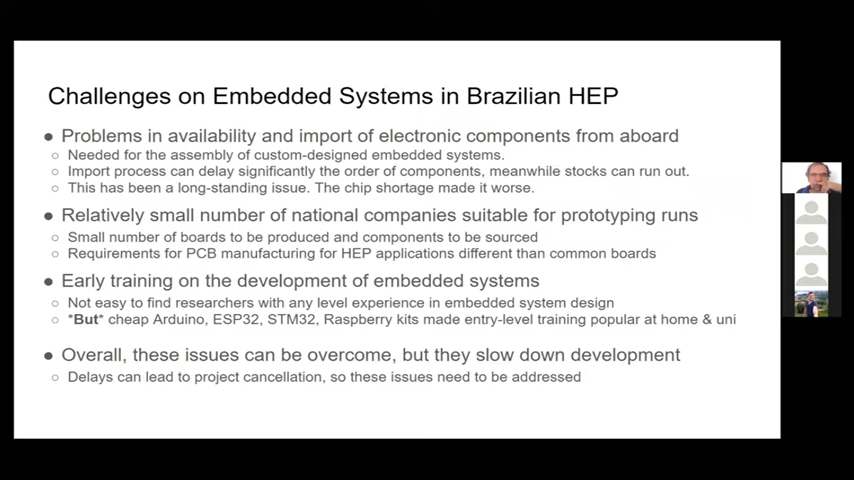 Challenges on Embedded Systems in Brazilian HEP
● Problems in availability and import of electronic components from aboard
○ Needed for the assembly of custom-designed embedded systems.
○ Import process can delay significantly the order of components, meanwhile stocks can run out.
○ This has been a long-standing issue. The chip shortage made it worse.
● Relatively small number of national companies suitable for prototyping runs
○ Small number of boards to be produced and components to be sourced
○ Requirements for PCB manufacturing for HEP applications different than common boards
● Early training on the development of embedded systems
○ Not easy to find researchers with any level experience in embedded system design
○ *But* cheap Arduino, ESP32, STM32, Raspberry kits made entry-level training popular at home & uni
● Overall, these issues can be overcome, but they slow down development
○ Delays can lead to project cancellation, so these issues need to be addressed